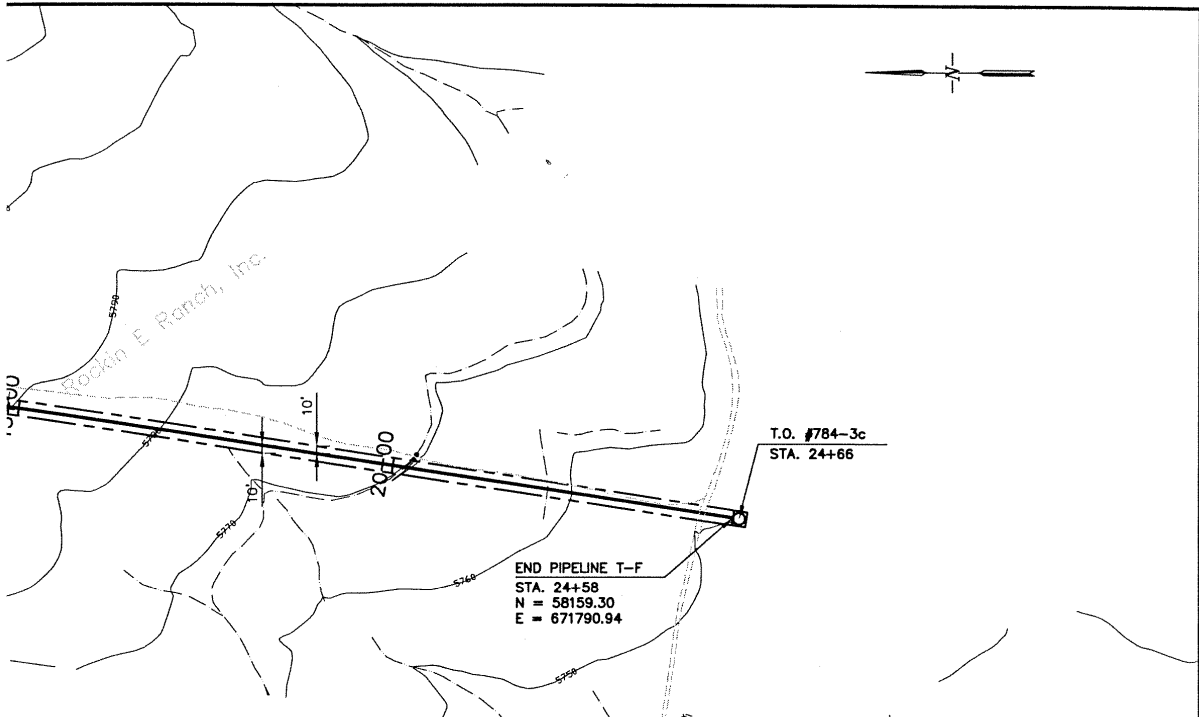 -N-
5790
Rockin E Ranch, Inc.
10'
20+00
10'
T.O. #784-3c
STA. 24+66
5770
5760
END PIPELINE T-F
STA. 24+58
N = 58159.30
E = 671790.94
5750